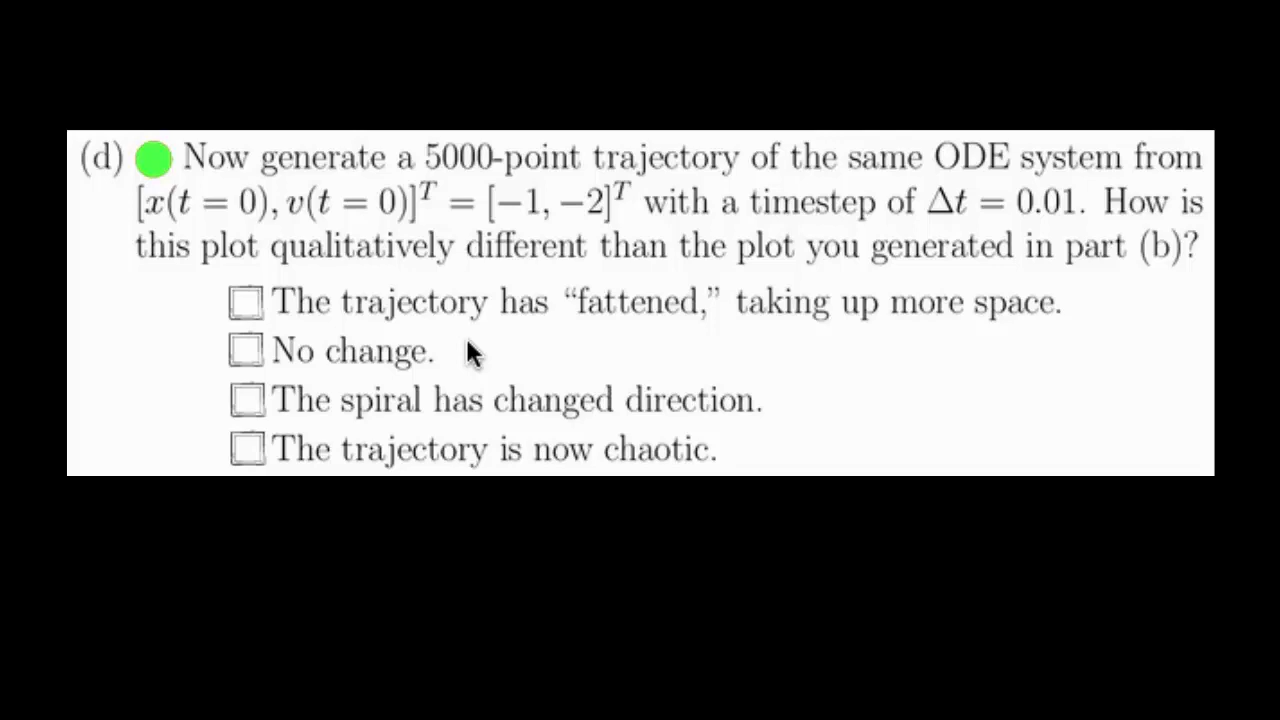 (d) Now generate a 5000-point trajectory of the same ODE system from
[x(t = 0), v(t = 0)]^T = [−1, −2]^T with a timestep of Δt = 0.01. How is
this plot qualitatively different than the plot you generated in part (b)?
The trajectory has “fattened,” taking up more space.
No change.
The spiral has changed direction.
The trajectory is now chaotic.